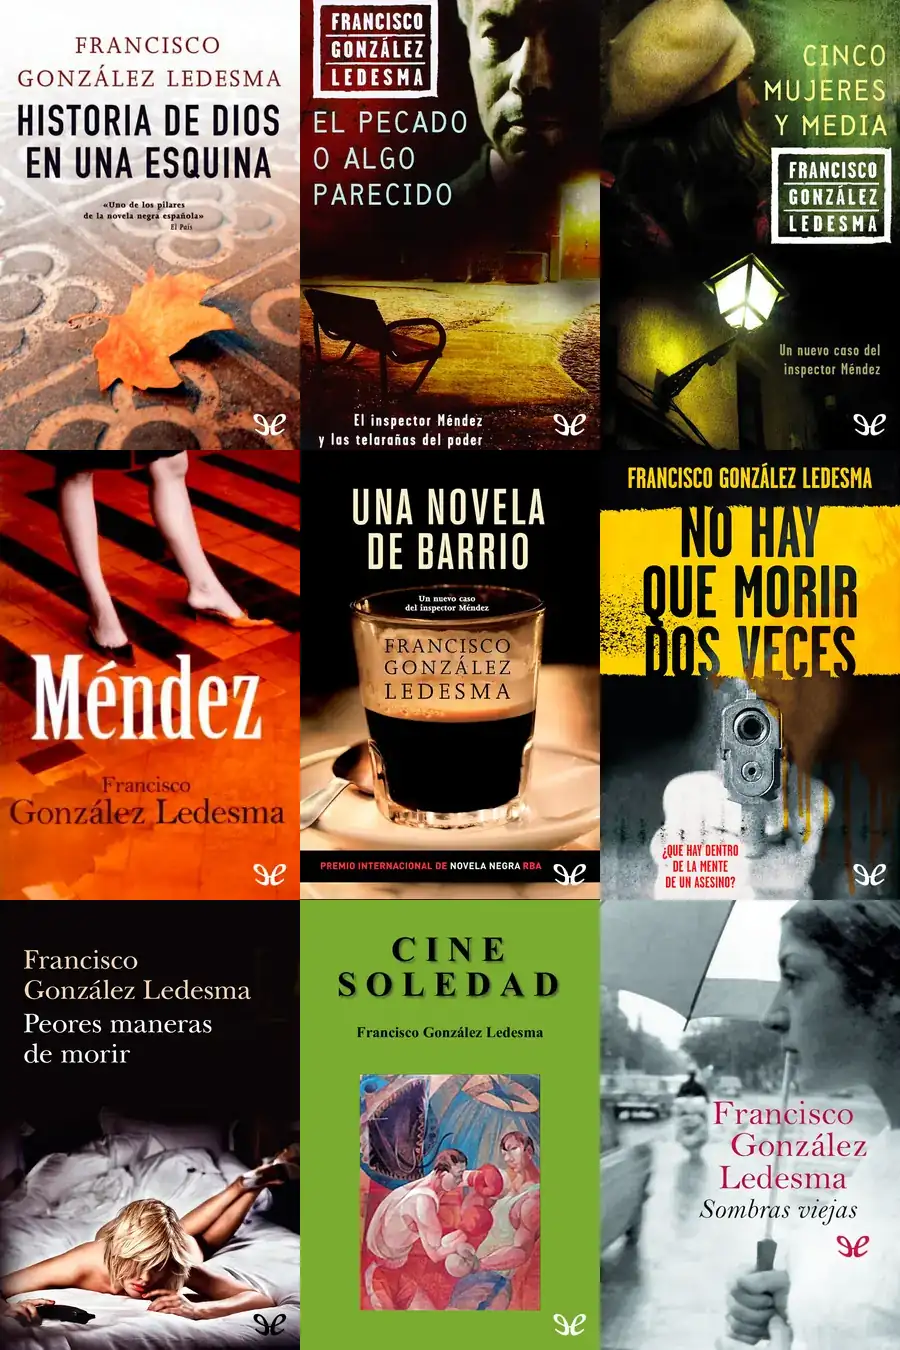 FRANCISCO
GONZÁLEZ LEDESMA
HISTORIA DE DIOS
EN UNA ESQUINA
«Uno de los pilares
de la novela negra española»
El País
FRANCISCO
GONZÁLEZ
LEDESMA
EL PECADO
O ALGO
PARECIDO
El inspector Méndez
y las telarañas del poder
CINCO
MUJERES
Y MEDIA
FRANCISCO
GONZÁLEZ
LEDESMA
Un nuevo caso del
inspector Méndez
Méndez
Francisco
González Ledesma
UNA NOVELA
DE BARRIO
Un nuevo caso
del inspector Méndez
FRANCISCO
GONZÁLEZ
LEDESMA
PREMIO INTERNACIONAL DE NOVELA NEGRA RBA
FRANCISCO GONZÁLEZ LEDESMA
NO HAY
QUE MORIR
DOS VECES
¿QUE HAY DENTRO
DE LA MENTE
DE UN ASESINO?
Francisco
González Ledesma
Peores maneras
de morir
CINE
SOLEDAD
Francisco González Ledesma
Francisco
González
Ledesma
Sombras viejas